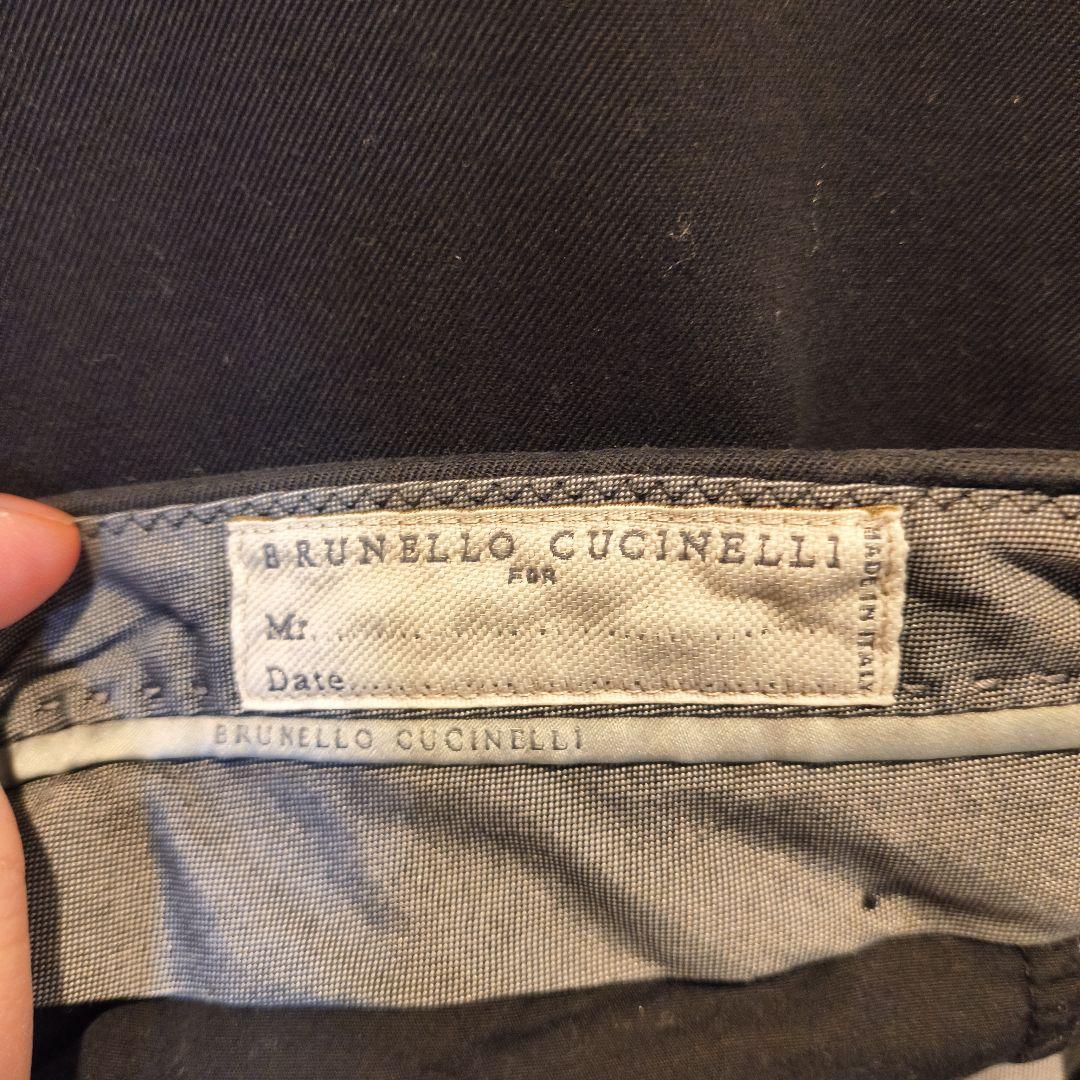 BRUNELLO CUCINELLI
FOR
Mr..........................
Date..........................
MADE IN ITALY
BRUNELLO CUCINELLI